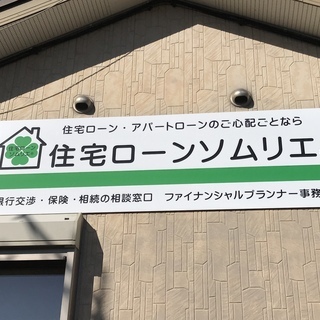 住宅ローン・アパートローンのご心配ごとなら
住宅ローンソムリエ
銀行交渉・保険・相続の相談窓口 ファイナンシャルプランナー事務